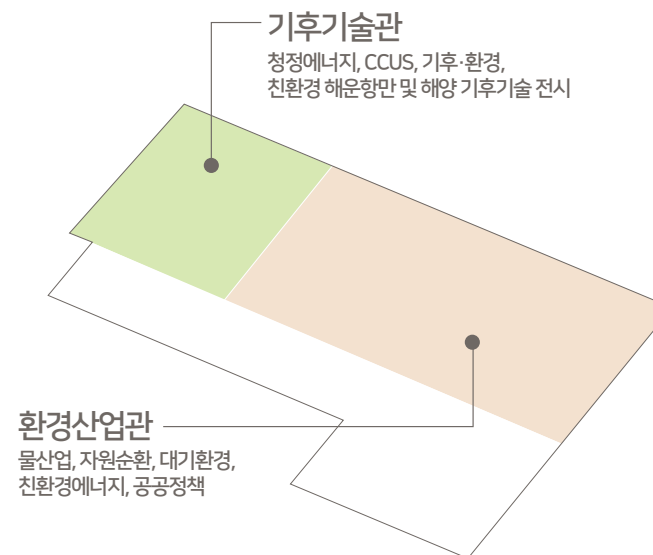 기후기술관
청정에너지, CCUS, 기후·환경,
친환경 해운항만 및 해양 기후기술 전시
환경산업관
물산업, 자원순환, 대기환경,
친환경에너지, 공공정책